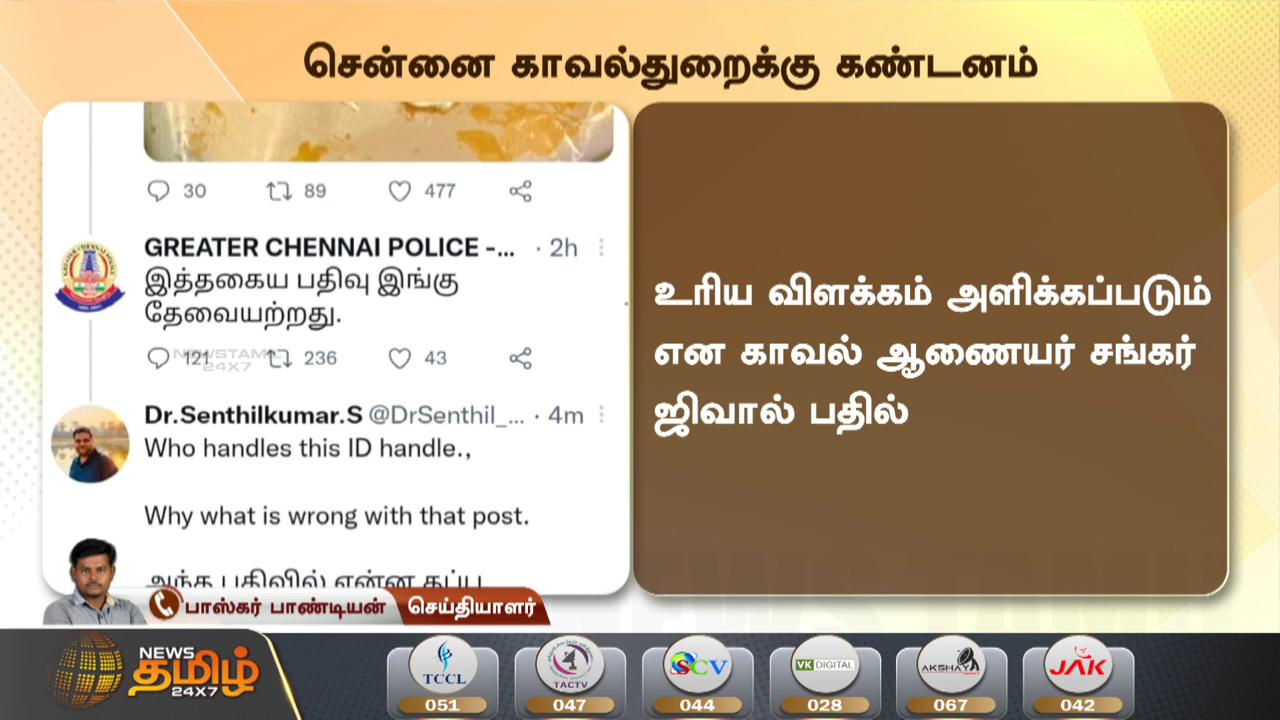 சென்னை காவல்துறைக்கு கண்டனம்
30 89 477
GREATER CHENNAI POLICE -... · 2h
இத்தகைய பதிவு இங்கு
தேவையற்றது.
121 236 43
NEWSTAMIL
24X7
Dr.Senthilkumar.S @DrSenthil_... · 4m
Who handles this ID handle.,
Why what is wrong with that post.
அந்த பதிவில் என்ன தப்பு
உரிய விளக்கம் அளிக்கப்படும்
என காவல் ஆணையர் சங்கர்
ஜிவால் பதில்
பாஸ்கர் பாண்டியன் செய்தியாளர்
NEWS
தமிழ்
24X7
TCCL TACTV SCV VK DIGITAL AKSHAYA JAK
051 047 044 028 067 042